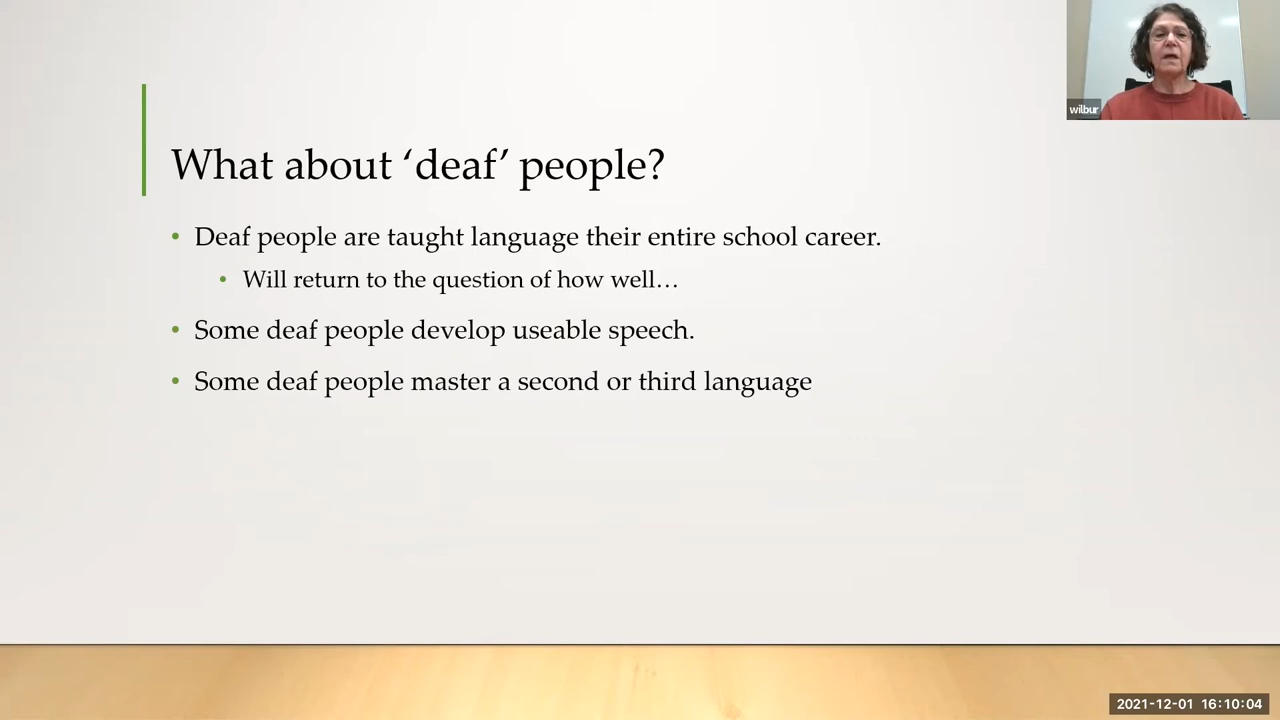 wilbur
What about ‘deaf’ people?
• Deaf people are taught language their entire school career.
• Will return to the question of how well…
• Some deaf people develop useable speech.
• Some deaf people master a second or third language
2021-12-01 16:10:04